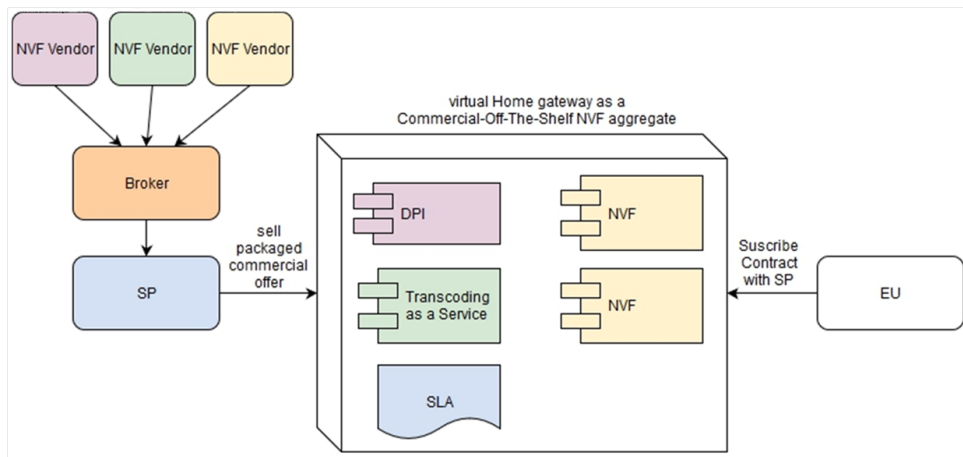 NVF Vendor
NVF Vendor
NVF Vendor
virtual Home gateway as a
Commercial-Off-The-Shelf NVF aggregate
Broker
DPI
NVF
sell
packaged
commercial
offer
Suscribe
Contract
with SP
SP
Transcoding
as a Service
NVF
EU
SLA